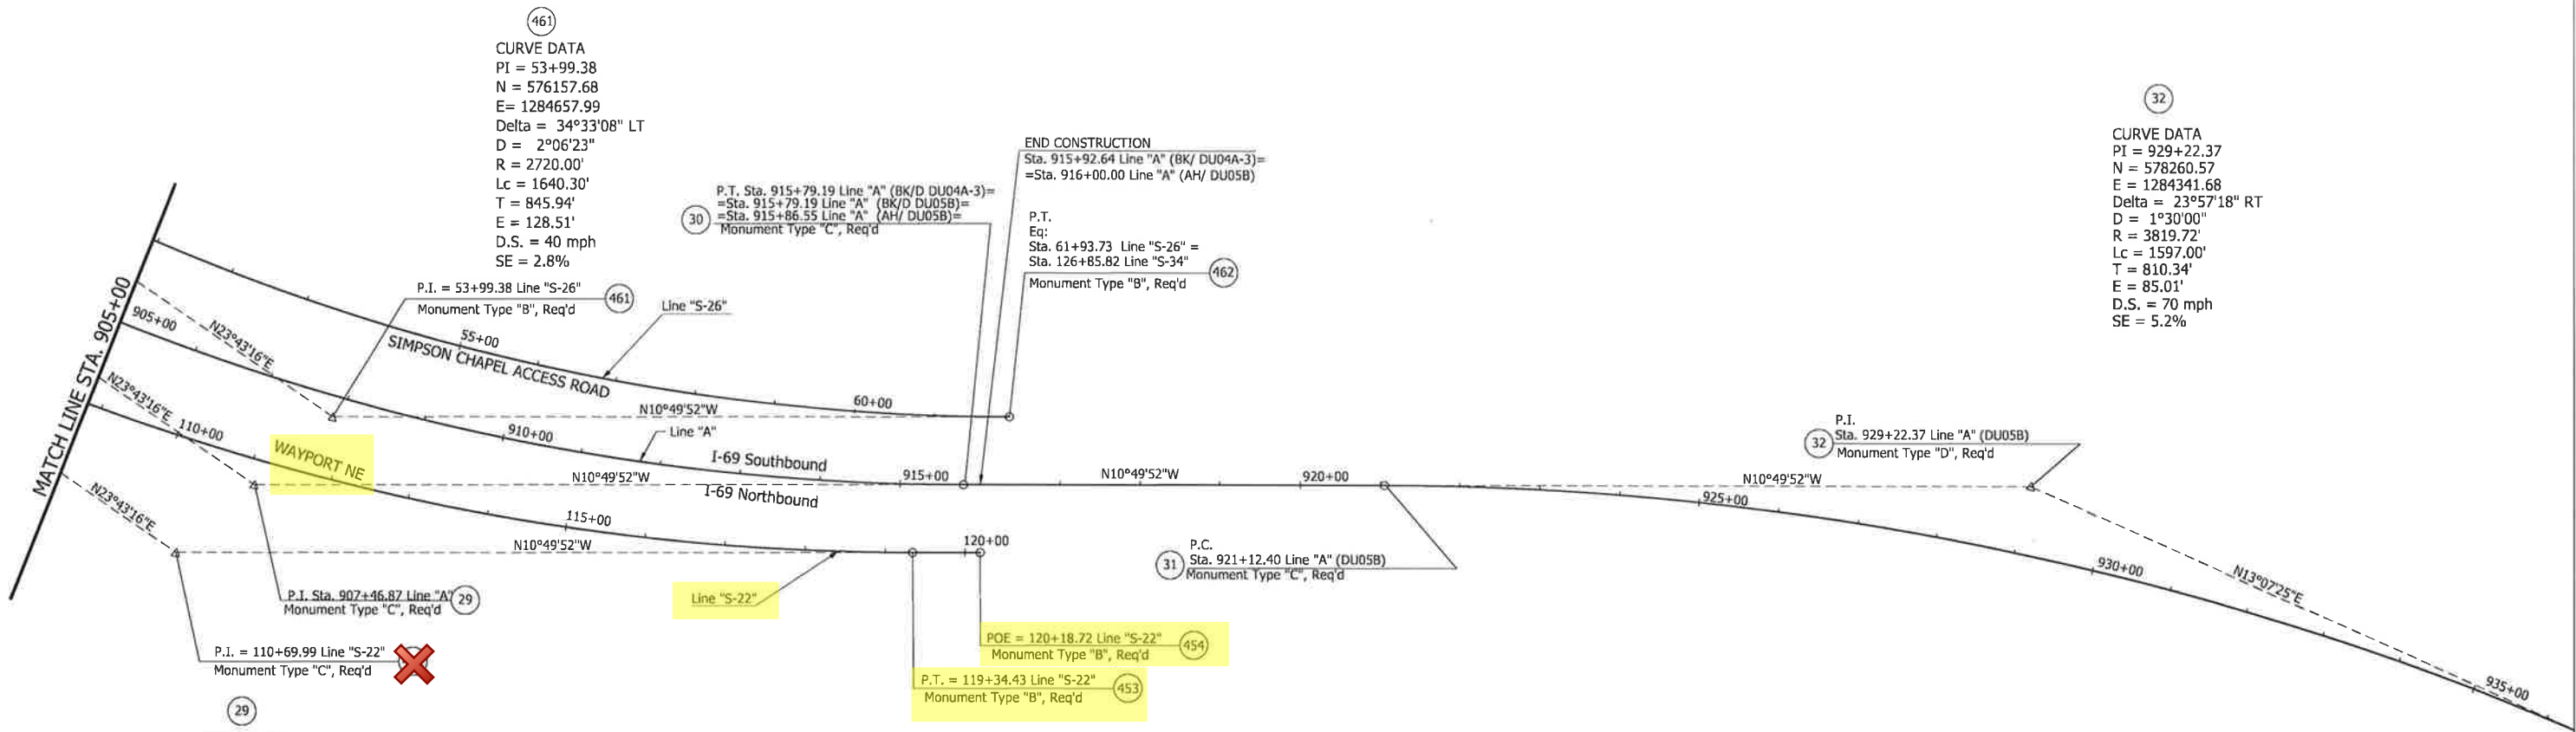 461
CURVE DATA
PI = 53+99.38
N = 576157.68
E= 1284657.99
Delta = 34°33'08" LT
D = 2°06'23"
R = 2720.00'
Lc = 1640.30'
T = 845.94'
E = 128.51'
D.S. = 40 mph
SE = 2.8%
32
CURVE DATA
PI = 929+22.37
N = 578260.57
E = 1284341.68
Delta = 23°57'18" RT
D = 1°30'00"
R = 3819.72'
Lc = 1597.00'
T = 810.34'
E = 85.01'
D.S. = 70 mph
SE = 5.2%
END CONSTRUCTION
Sta. 915+92.64 Line "A" (BK/ DU04A-3)=
=Sta. 916+00.00 Line "A" (AH/ DU05B)
P.T. Sta. 915+79.19 Line "A" (BK/D DU04A-3)=
=Sta. 915+79.19 Line "A" (BK/D DU05B)=
30 =Sta. 915+86.55 Line "A" (AH/ DU05B)=
Monument Type "C", Req'd
P.T.
Eq:
Sta. 61+93.73 Line "S-26" =
Sta. 126+85.82 Line "S-34"
462
Monument Type "B", Req'd
P.I. = 53+99.38 Line "S-26"
461
Monument Type "B", Req'd
Line "S-26"
MATCH LINE STA. 905+00
905+00
N23°43'16"E
55+00
SIMPSON CHAPEL ACCESS ROAD
60+00
N10°49'52"W
N23°43'16"E
110+00
WAYPORT NE
910+00
Line "A"
I-69 Southbound
915+00
N10°49'52"W
I-69 Northbound
N10°49'52"W
920+00
P.I.
32 Sta. 929+22.37 Line "A" (DU05B)
Monument Type "D", Req'd
N10°49'52"W
925+00
N23°43'16"E
115+00
N10°49'52"W
120+00
P.C.
31 Sta. 921+12.40 Line "A" (DU05B)
Monument Type "C", Req'd
930+00
N13°07'25"E
935+00
P.I. Sta. 907+46.87 Line "A" 29
Monument Type "C", Req'd
Line "S-22"
P.I. = 110+69.99 Line "S-22"
Monument Type "C", Req'd
POE = 120+18.72 Line "S-22" 454
Monument Type "B", Req'd
P.T. = 119+34.43 Line "S-22" 453
Monument Type "B", Req'd
29